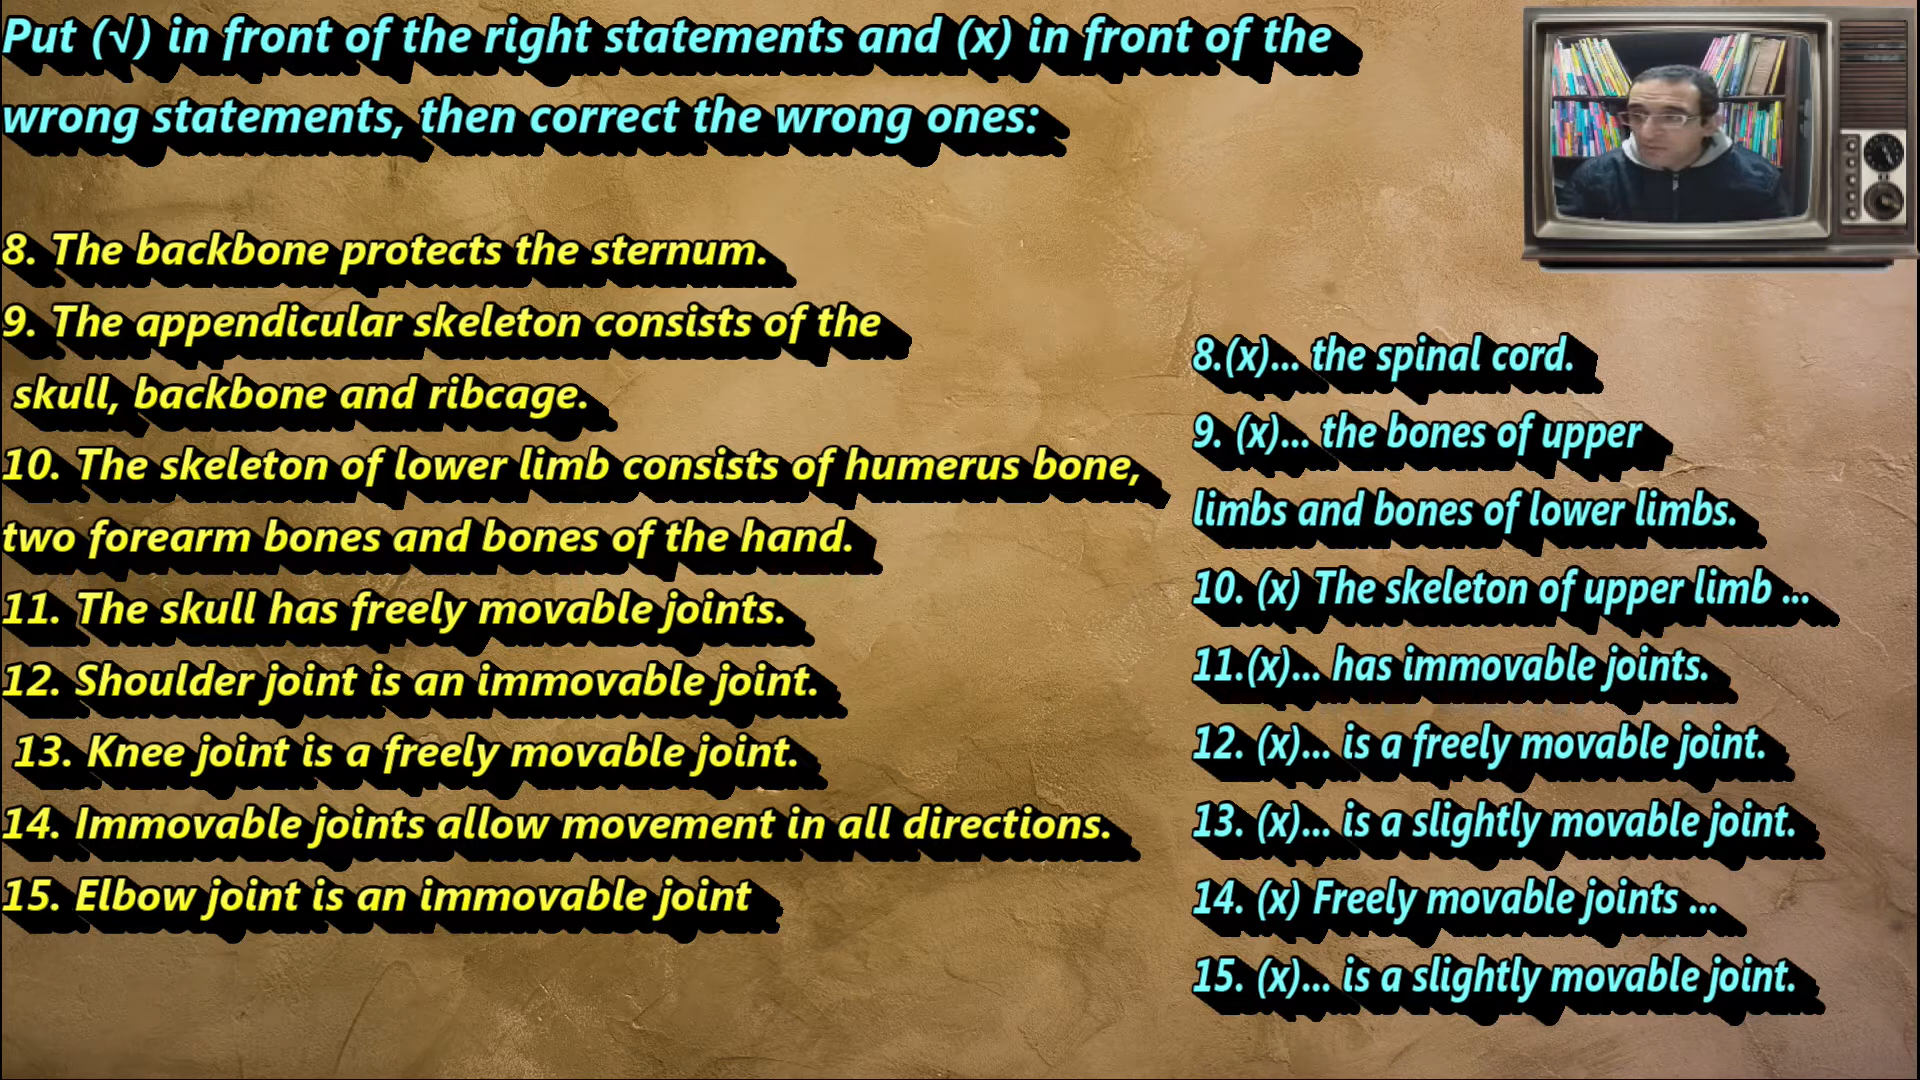 Put (√) in front of the right statements and (x) in front of the
wrong statements, then correct the wrong ones:
8. The backbone protects the sternum.
9. The appendicular skeleton consists of the
skull, backbone and ribcage.
10. The skeleton of lower limb consists of humerus bone,
two forearm bones and bones of the hand.
11. The skull has freely movable joints.
12. Shoulder joint is an immovable joint.
13. Knee joint is a freely movable joint.
14. Immovable joints allow movement in all directions.
15. Elbow joint is an immovable joint
8.(x)... the spinal cord.
9. (x)... the bones of upper
limbs and bones of lower limbs.
10. (x) The skeleton of upper limb ...
11.(x)... has immovable joints.
12. (x)... is a freely movable joint.
13. (x)... is a slightly movable joint.
14. (x) Freely movable joints ...
15. (x)... is a slightly movable joint.